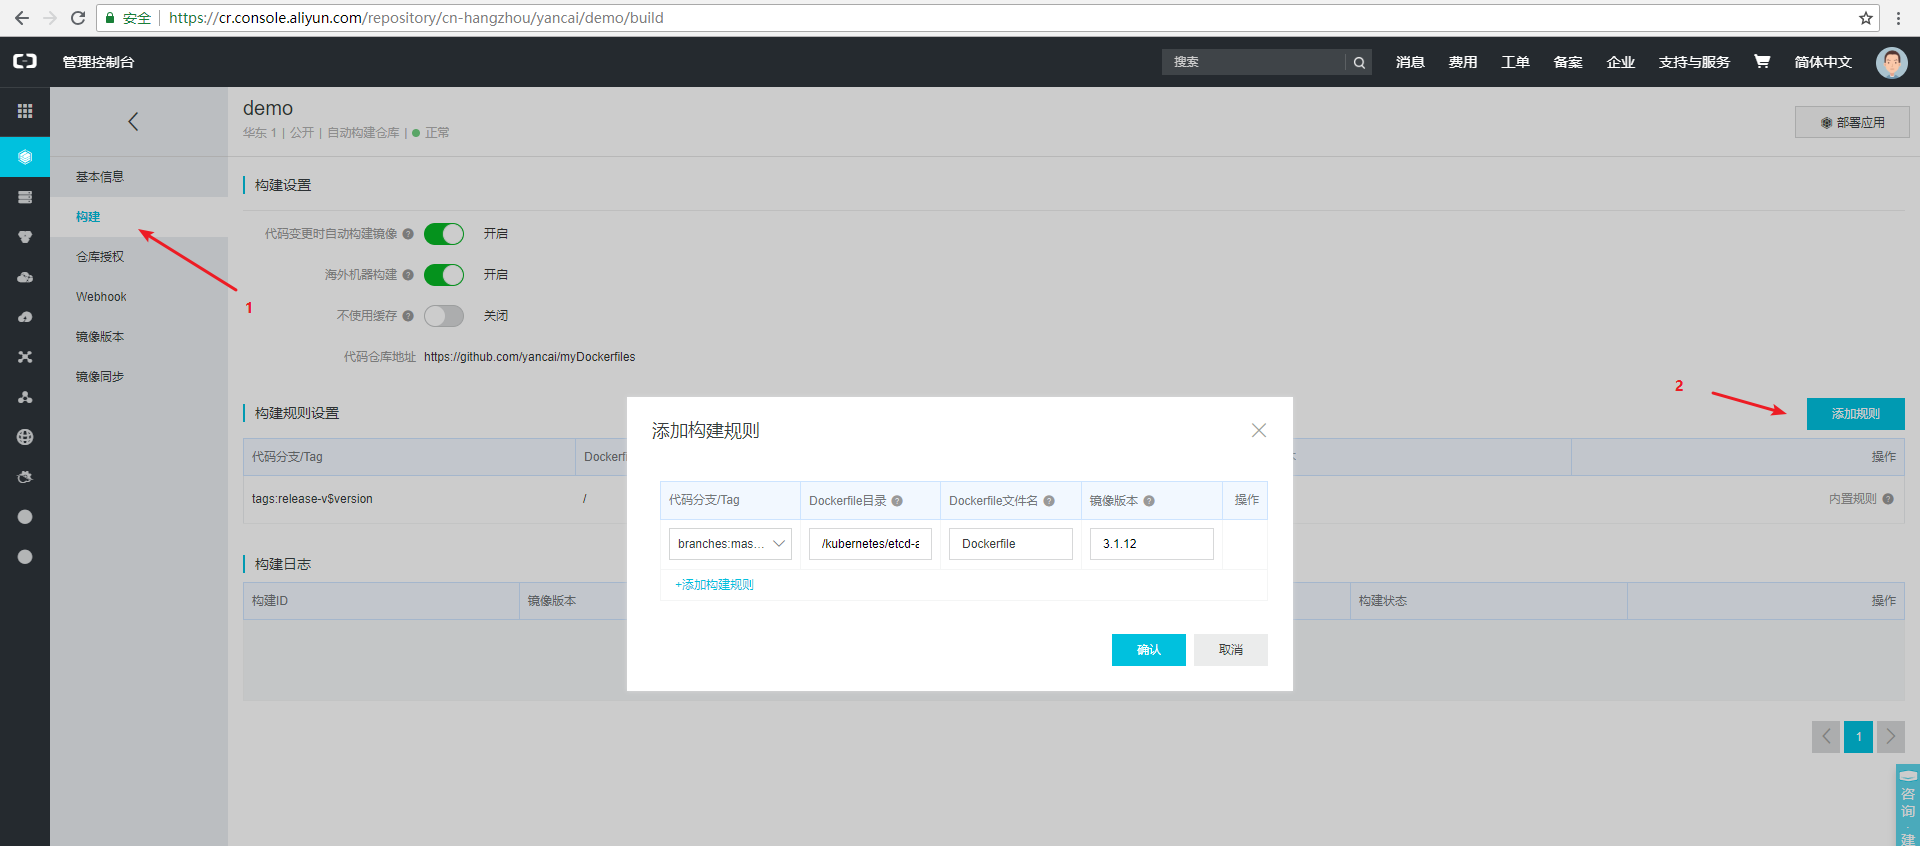 安全 https://cr.console.aliyun.com/repository/cn-hangzhou/yancai/demo/build
管理控制台 搜索 消息 费用 工单 备案 企业 支持与服务 简体中文
demo
华东 1 | 公开 | 自动构建仓库 | 正常
部署应用
基本信息
构建
仓库授权
Webhook
镜像版本
镜像同步
1
构建设置
代码变更时自动构建镜像 ? 开启
海外机器构建 ? 开启
不使用缓存 ? 关闭
代码仓库地址 https://github.com/yancai/myDockerfiles
2
构建规则设置 添加规则
代码分支/Tag 操作
tags:release-v$version / 内置规则 ?
构建日志
构建ID 镜像版本 构建状态 操作
添加构建规则
代码分支/Tag Dockerfile目录 ? Dockerfile文件名 ? 镜像版本 ? 操作
branches:mas... /kubernetes/etcd-a Dockerfile 3.1.12
+添加构建规则
确认 取消
1
咨询·建